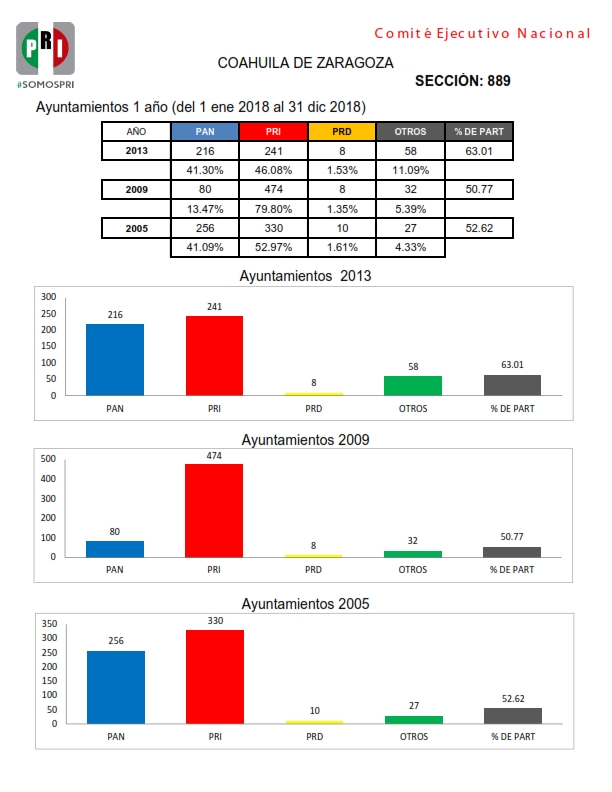 Comité Ejecutivo Nacional
PRI
#SOMOSPRI
COAHUILA DE ZARAGOZA
SECCIÓN: 889
Ayuntamientos 1 año (del 1 ene 2018 al 31 dic 2018)
AÑO PAN PRI PRD OTROS % DE PART
2013 216 241 8 58 63.01
41.30% 46.08% 1.53% 11.09%
2009 80 474 8 32 50.77
13.47% 79.80% 1.35% 5.39%
2005 256 330 10 27 52.62
41.09% 52.97% 1.61% 4.33%
Ayuntamientos 2013
300
250
200
150
100
50
0
216 241 8 58 63.01
PAN PRI PRD OTROS % DE PART
Ayuntamientos 2009
500
400
300
200
100
0
80 474 8 32 50.77
PAN PRI PRD OTROS % DE PART
Ayuntamientos 2005
350
300
250
200
150
100
50
0
256 330 10 27 52.62
PAN PRI PRD OTROS % DE PART